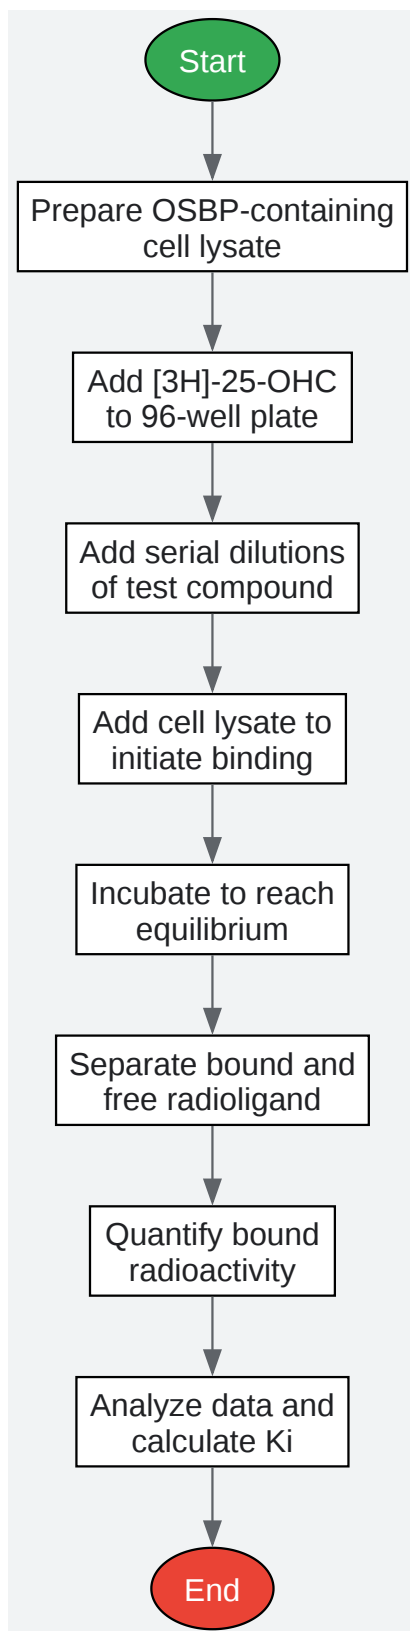 Start
Prepare OSBP-containing
cell lysate
Add [3H]-25-OHC
to 96-well plate
Add serial dilutions
of test compound
Add cell lysate to
initiate binding
Incubate to reach
equilibrium
Separate bound and
free radioligand
Quantify bound
radioactivity
Analyze data and
calculate Ki
End